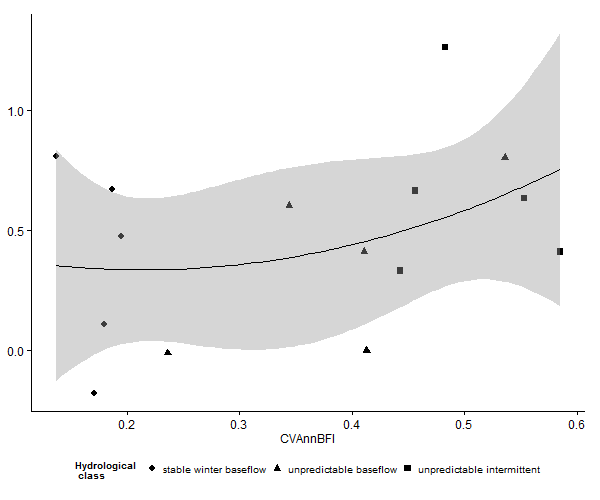 1.0
0.5
0.0
0.2 0.3 0.4 0.5 0.6
CVAnnBFI
Hydrological
class
stable winter baseflow unpredictable baseflow unpredictable intermittent